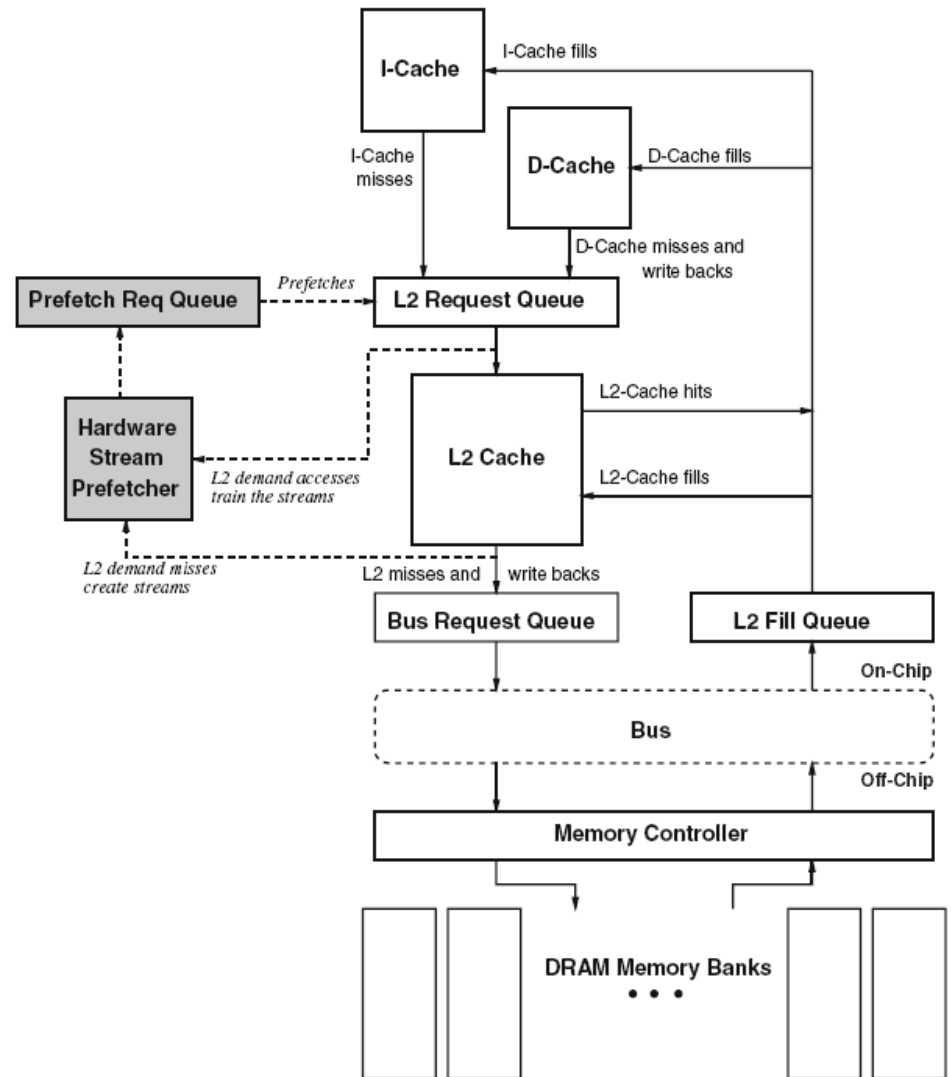 I-Cache
I-Cache fills
I-Cache
misses
D-Cache
D-Cache fills
D-Cache misses and
write backs
Prefetch Req Queue
Prefetches
L2 Request Queue
Hardware
Stream
Prefetcher
L2 Cache
L2-Cache hits
L2 demand accesses
train the streams
L2-Cache fills
L2 demand misses
create streams
L2 misses and write backs
Bus Request Queue
L2 Fill Queue
On-Chip
Bus
Off-Chip
Memory Controller
DRAM Memory Banks
• • •